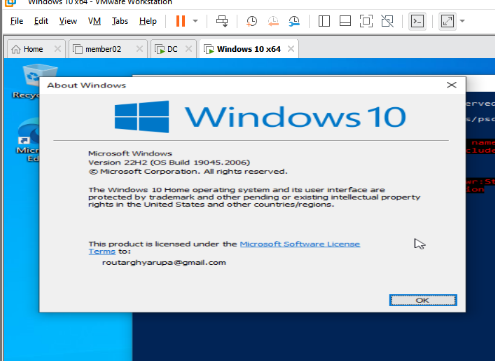 Windows 10 x64 - VMware Workstation
File Edit View VM Tabs Help
Home member02 DC Windows 10 x64
About Windows
Windows 10
Microsoft Windows
Version 22H2 (OS Build 19045.2006)
© Microsoft Corporation. All rights reserved.
The Windows 10 Home operating system and its user interface are
protected by trademark and other pending or existing intellectual property
rights in the United States and other countries/regions.
This product is licensed under the Microsoft Software License
Terms to:
routarghyarupa@gmail.com
OK